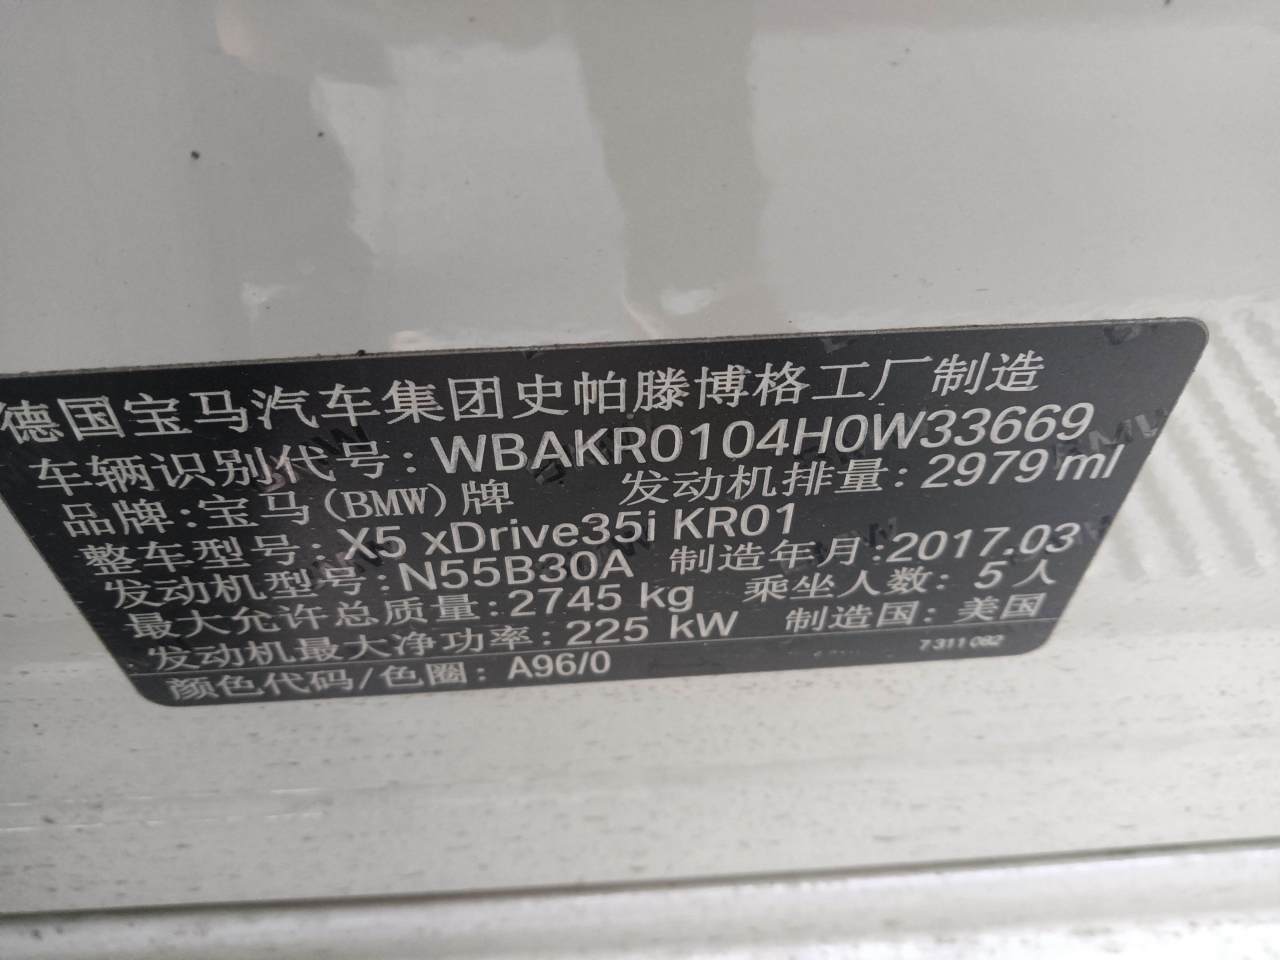 德国宝马汽车集团史帕滕博格工厂制造
车辆识别代号: WBAKR0104H0W33669
品牌:宝马(BMW)牌 发动机排量: 2979 ml
整车型号: X5 xDrive35i KR01
发动机型号: N55B30A 制造年月:2017.03
最大允许总质量: 2745 kg 乘坐人数: 5 人
发动机最大净功率: 225 kW 制造国: 美国
颜色代码/色圈: A96/0 7 311 082